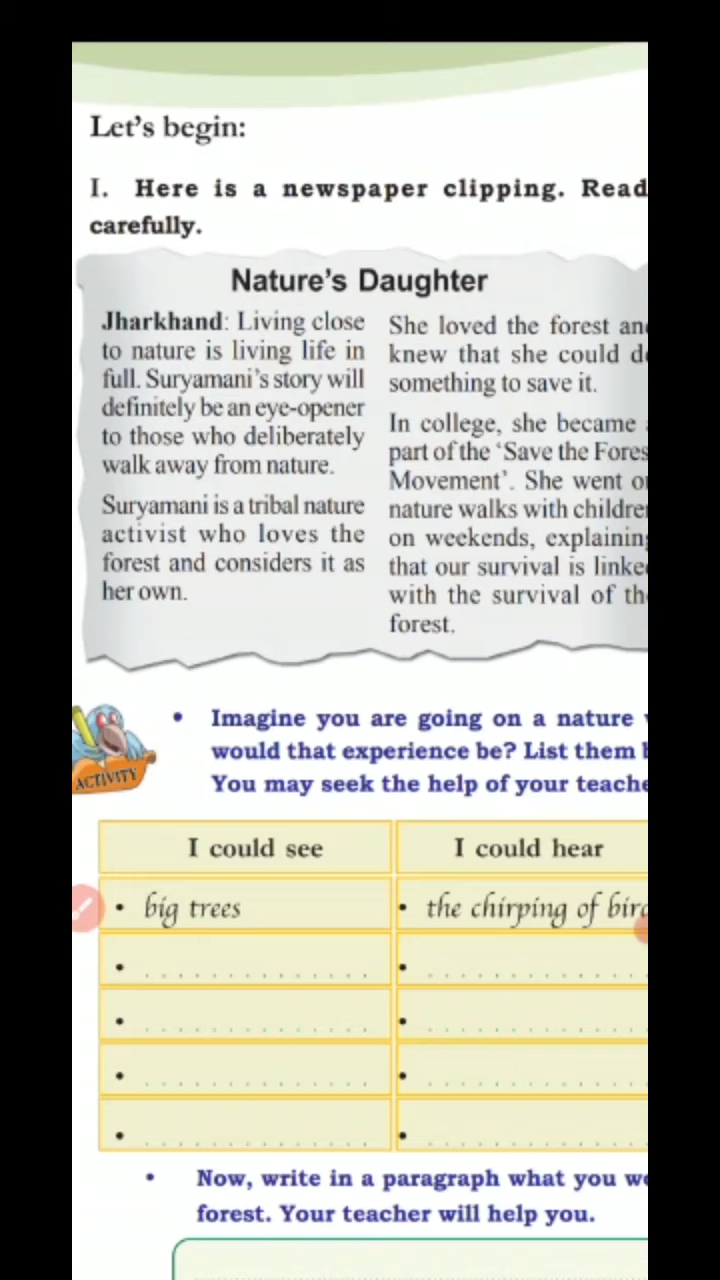 Let's begin:
I. Here is a newspaper clipping. Read
carefully.
Nature's Daughter
Jharkhand: Living close
to nature is living life in
full. Suryamani's story will
definitely be an eye-opener
to those who deliberately
walk away from nature.
Suryamani is a tribal nature
activist who loves the
forest and considers it as
her own.
She loved the forest an
knew that she could d
something to save it.
In college, she became
part of the 'Save the Fores
Movement'. She went o
nature walks with childre
on weekends, explainin
that our survival is linke
with the survival of th
forest.
ACTIVITY
• Imagine you are going on a nature
would that experience be? List them
You may seek the help of your teache
I could see
I could hear
• big trees
• the chirping of bir
• Now, write in a paragraph what you w
forest. Your teacher will help you.